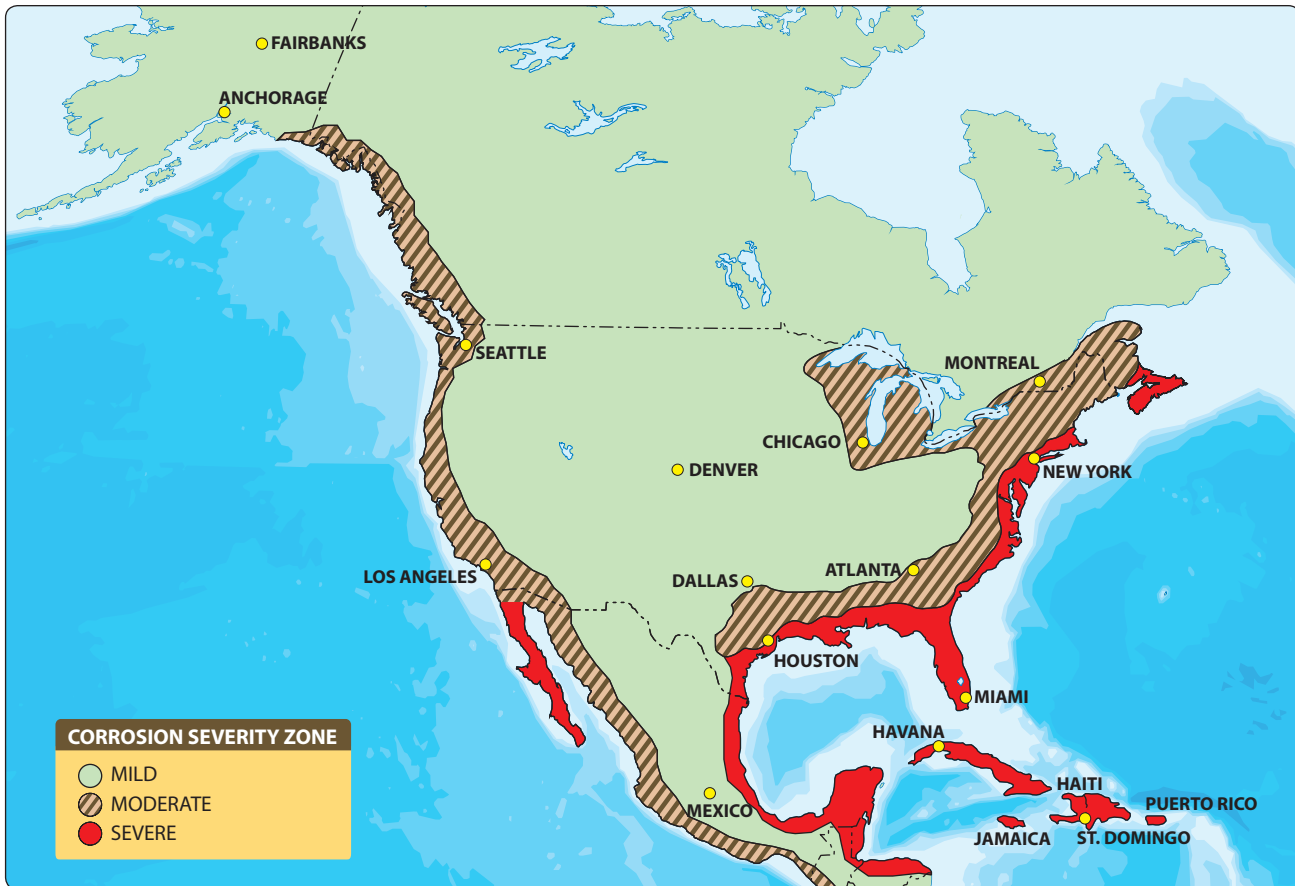 FAIRBANKS
ANCHORAGE
SEATTLE
MONTREAL
CHICAGO
DENVER
NEW YORK
LOS ANGELES
DALLAS
ATLANTA
HOUSTON
MIAMI
HAVANA
HAITI
PUERTO RICO
MEXICO
JAMAICA
ST. DOMINGO
CORROSION SEVERITY ZONE
MILD
MODERATE
SEVERE